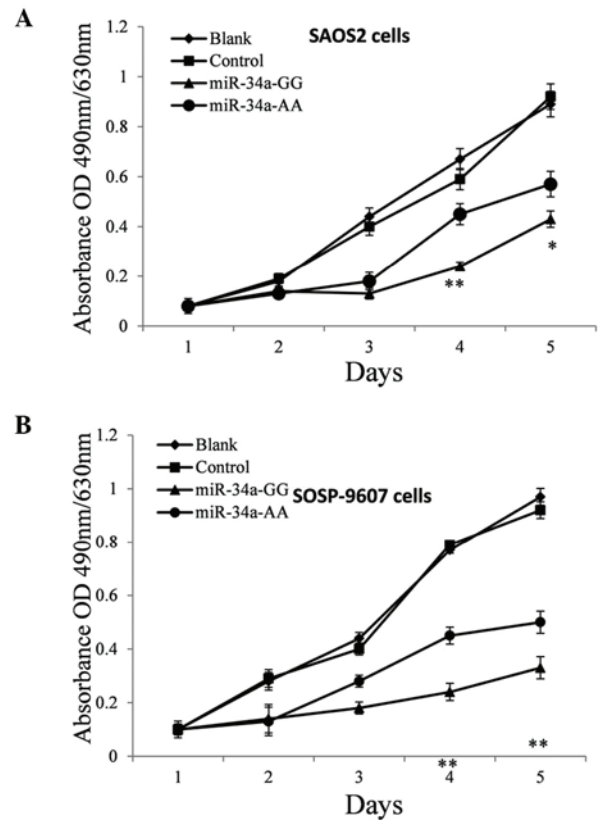 A
SAOS2 cells
Blank
Control
miR-34a-GG
miR-34a-AA
Absorbance OD 490nm/630nm
1.2
1
0.8
0.6
0.4
0.2
0
*
**
1 2 3 4 5
Days
B
SOSP-9607 cells
Blank
Control
miR-34a-GG
miR-34a-AA
Absorbance OD 490nm/630nm
1.2
1
0.8
0.6
0.4
0.2
0
**
**
1 2 3 4 5
Days